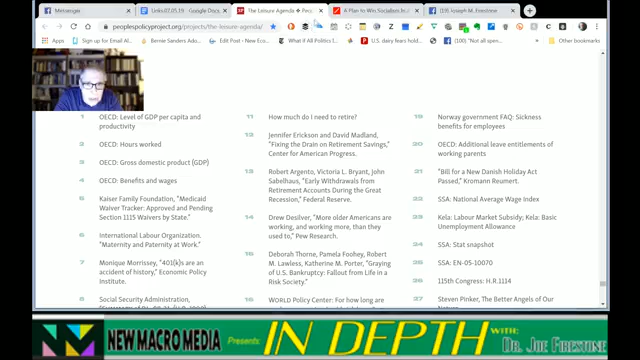 Messenger
Links07.05.19 - Google Docs
The Leisure Agenda
A Plan to Win Socialism in
(19) Joseph M. Firestone
peoplespolicyproject.org/projects/the-leisure-agenda/
Bernie Sanders
Edit Post ‹ New Eco
What if All Politics I
U.S. dairy fears
(100) "Not all spen
Other bookmarks
1 OECD: Level of GDP per capita and
productivity
2 OECD: Hours worked
3 OECD: Gross domestic product (GDP)
4 OECD: Benefits and wages
5 Kaiser Family Foundation, "Medicaid
Waiver Tracker: Approved and Pending
Section 1115 Waivers by State."
6 International Labour Organization.
"Maternity and Paternity at Work."
7 Monique Morrissey, "401(k)s are an
accident of history," Economic Policy
Institute.
8 Social Security Administration,
11 How much do I need to retire?
12 Jennifer Erickson and David Madland,
"Fixing the Drain on Retirement Savings,"
Center for American Progress.
13 Robert Argento, Victoria L. Bryant, John
Sabelhaus, "Early Withdrawals from
Retirement Accounts During the Great
Recession," Federal Reserve.
14 Drew Desilver, "More older Americans are
working, and working more, than they
used to," Pew Research.
15 Deborah Thorne, Pamela Foohey, Robert
M. Lawless, Katherine M. Porter, "Graying
of U.S. Bankruptcy: Fallout from Life in a
Risk Society."
16 WORLD Policy Center: For how long are
19 Norway government FAQ: Sickness
benefits for employees
20 OECD: Additional leave entitlements of
working parents
21 "Bill for a New Danish Holiday Act
Passed," Kromann Reumert.
22 SSA: National Average Wage Index
23 Kela: Labour Market Subsidy; Kela: Basic
Unemployment Allowance
24 SSA: Stat snapshot
25 SSA: EN-05-10070
26 115th Congress: H.R.1114
27 Steven Pinker, The Better Angels of Our
NEW MACRO MEDIA Presents: IN DEPTH WITH:
DR. JOE FIRESTONE